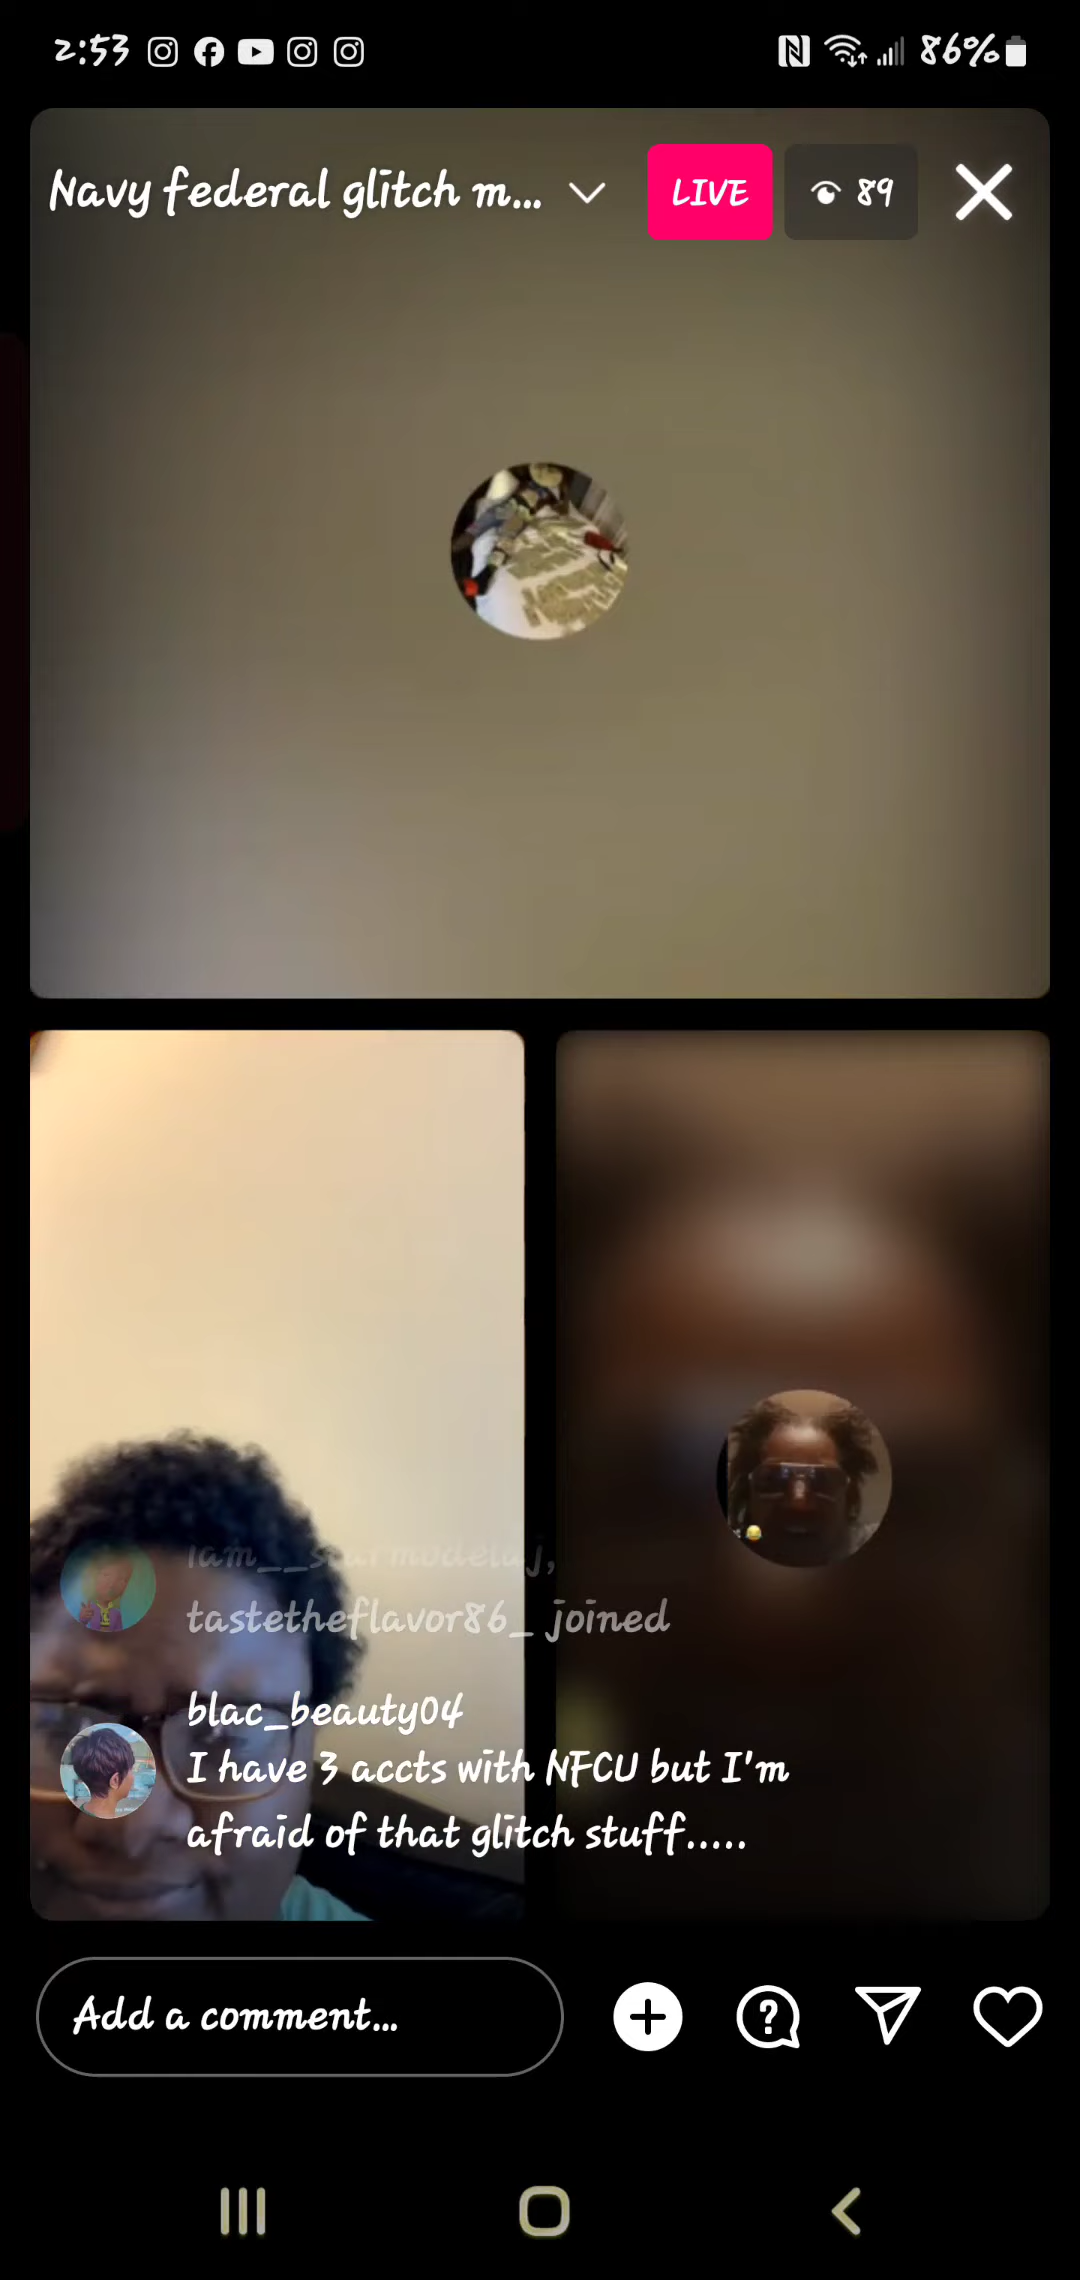 2:53
86%
Navy federal glitch m...
LIVE
89
tastetheflavor86_ joined
blac_beauty04
I have 3 accts with NFCU but I'm
afraid of that glitch stuff.....
Add a comment...